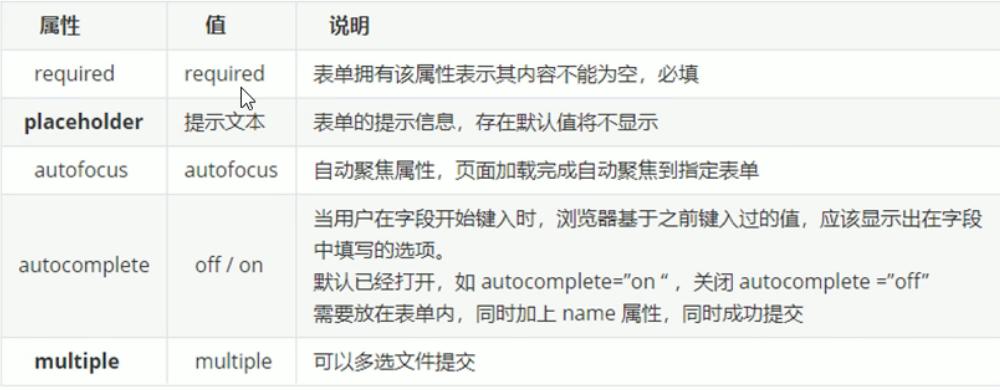 属性 值 说明
required required 表单拥有该属性表示其内容不能为空，必填
placeholder 提示文本 表单的提示信息，存在默认值将不显示
autofocus autofocus 自动聚焦属性，页面加载完成自动聚焦到指定表单
autocomplete off / on 当用户在字段开始键入时，浏览器基于之前键入过的值，应该显示出在字段
中填写的选项。
默认已经打开，如 autocomplete=”on “ ，关闭 autocomplete =”off”
需要放在表单内，同时加上 name 属性，同时成功提交
multiple multiple 可以多选文件提交